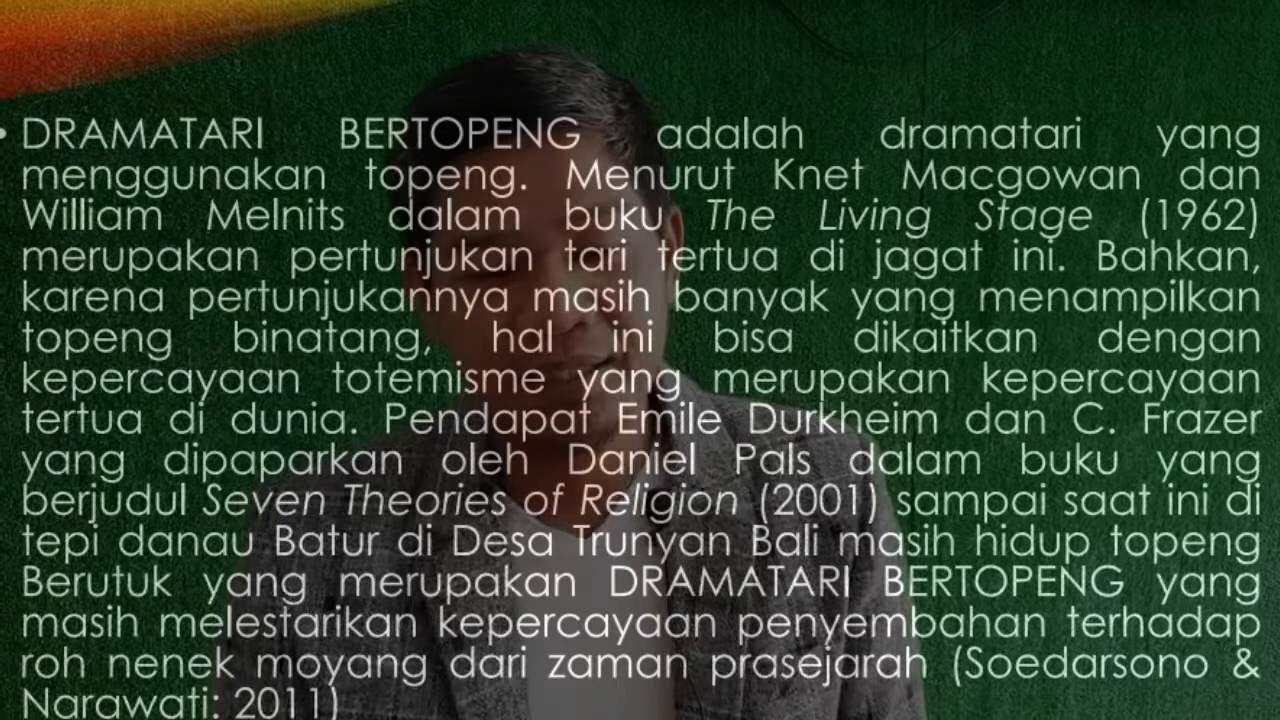 • DRAMATARI BERTOPENG adalah dramatari yang
menggunakan topeng. Menurut Knet Macgowan dan
William Melnits dalam buku The Living Stage (1962)
merupakan pertunjukan tari tertua di jagat ini. Bahkan,
karena pertunjukannya masih banyak yang menampilkan
topeng binatang, hal ini bisa dikaitkan dengan
kepercayaan totemisme yang merupakan kepercayaan
tertua di dunia. Pendapat Emile Durkheim dan C. Frazer
yang dipaparkan oleh Daniel Pals dalam buku yang
berjudul Seven Theories of Religion (2001) sampai saat ini di
tepi danau Batur di Desa Trunyan Bali masih hidup topeng
Berutuk yang merupakan DRAMATARI BERTOPENG yang
masih melestarikan kepercayaan penyembahan terhadap
roh nenek moyang dari zaman prasejarah (Soedarsono &
Narawati: 2011)